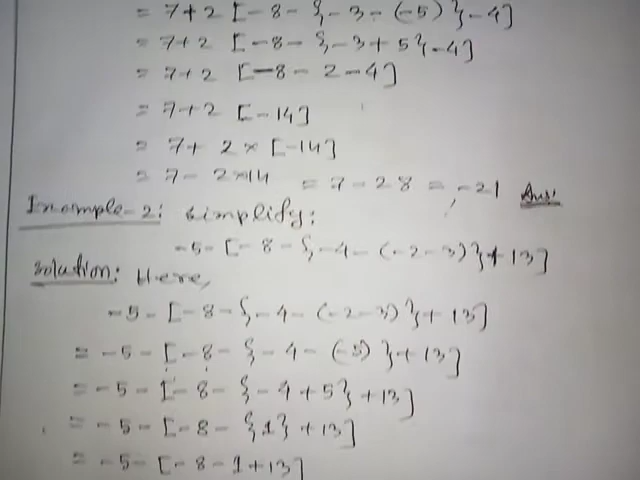 = 7+2 [-8-{-3-(-5)}-4]
= 7+2 [-8-{-3+5}-4]
= 7+2 [-8-2-4]
= 7+2 [-14]
= 7+ 2×[-14]
= 7- 2×14 = 7-28 = -21 Ans:
Example-2: Simplify:
-5-[-8-{-4-(-2-3)}+13]
Solution: Here,
-5-[-8-{-4-(-2-3)}+13]
= -5-[-8-{-4-(-5)}+13]
= -5-[-8-{-4+5}+13]
= -5-[-8-{1}+13]
= -5-[-8-1+13]